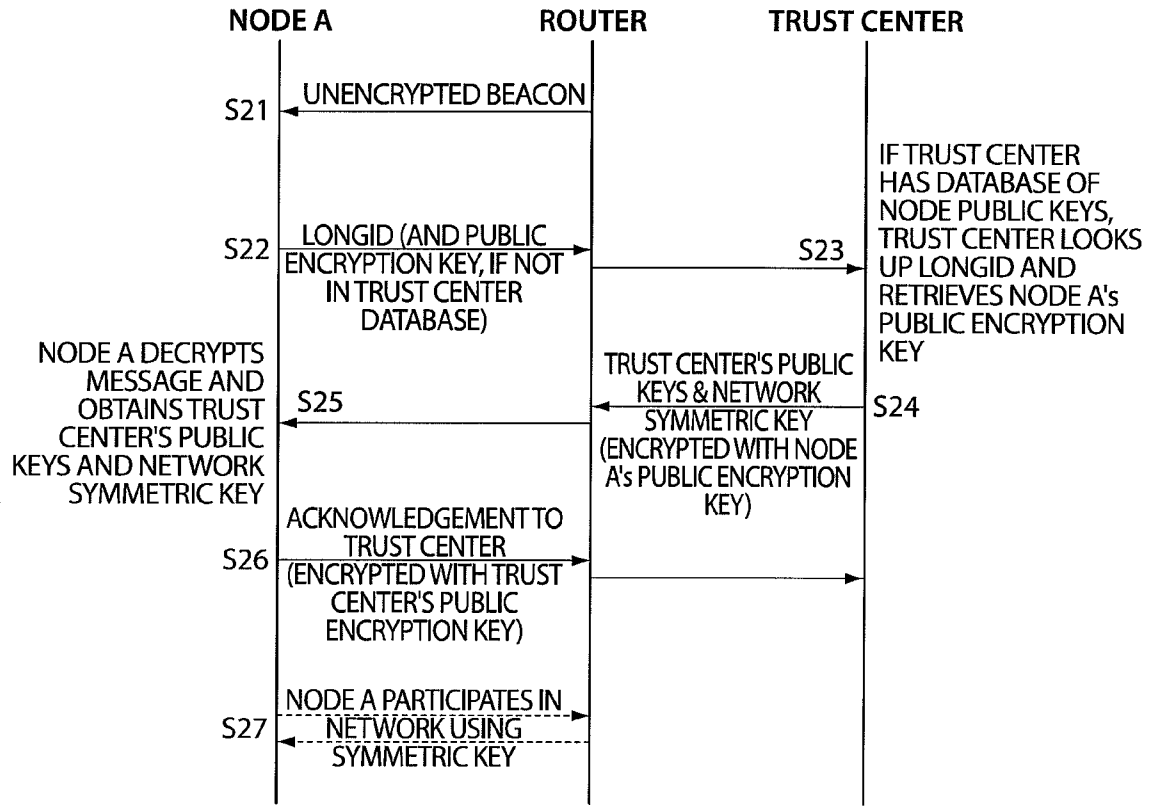 NODE A
ROUTER
TRUST CENTER
UNENCRYPTED BEACON
S21
IF TRUST CENTER
HAS DATABASE OF
NODE PUBLIC KEYS,
TRUST CENTER LOOKS
UP LONGID AND
RETRIEVES NODE A's
PUBLIC ENCRYPTION
KEY
S22
LONGID (AND PUBLIC
ENCRYPTION KEY, IF NOT
IN TRUST CENTER
DATABASE)
S23
NODE A DECRYPTS
MESSAGE AND
OBTAINS TRUST
CENTER'S PUBLIC
KEYS AND NETWORK
SYMMETRIC KEY
S25
TRUST CENTER'S PUBLIC
KEYS & NETWORK
SYMMETRIC KEY
(ENCRYPTED WITH NODE
A's PUBLIC ENCRYPTION
KEY)
S24
ACKNOWLEDGEMENT TO
TRUST CENTER
(ENCRYPTED WITH TRUST
CENTER'S PUBLIC
ENCRYPTION KEY)
S26
NODE A PARTICIPATES IN
NETWORK USING
SYMMETRIC KEY
S27